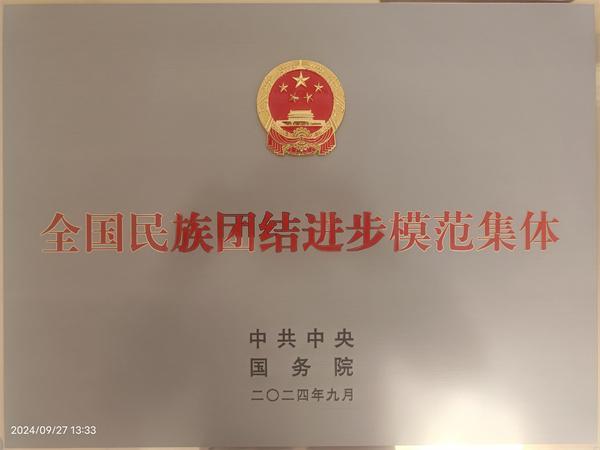 全国民族团结进步模范集体
中共中央
国务院
二〇二四年九月
2024/09/27 13:33